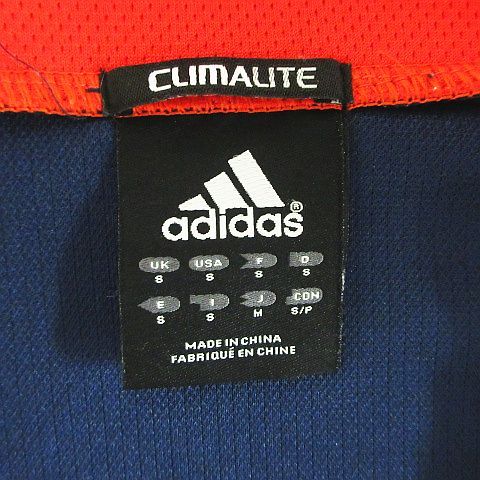 CLIMALITE
adidas®
UK USA F D
S S S S
E I J CDN
S S M S/P
MADE IN CHINA
FABRIQUÉ EN CHINE